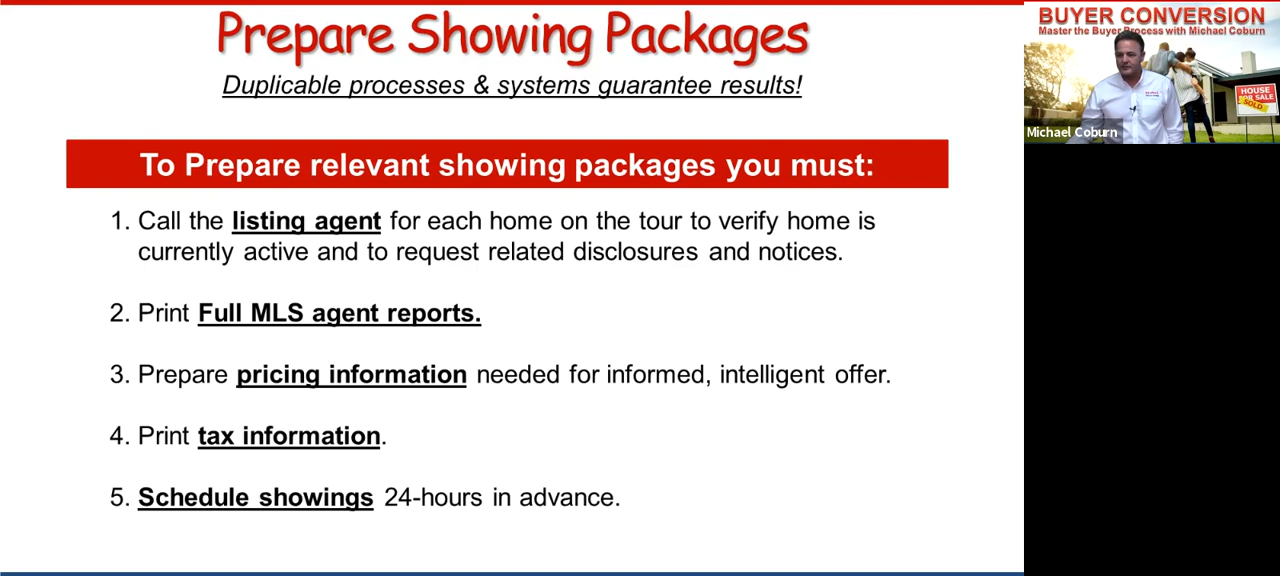 Prepare Showing Packages
Duplicable processes & systems guarantee results!
To Prepare relevant showing packages you must:
1. Call the listing agent for each home on the tour to verify home is
currently active and to request related disclosures and notices.
2. Print Full MLS agent reports.
3. Prepare pricing information needed for informed, intelligent offer.
4. Print tax information.
5. Schedule showings 24-hours in advance.
BUYER CONVERSION
Master the Buyer Process with Michael Coburn
HOUSE
FOR SALE
SOLD
Michael Coburn